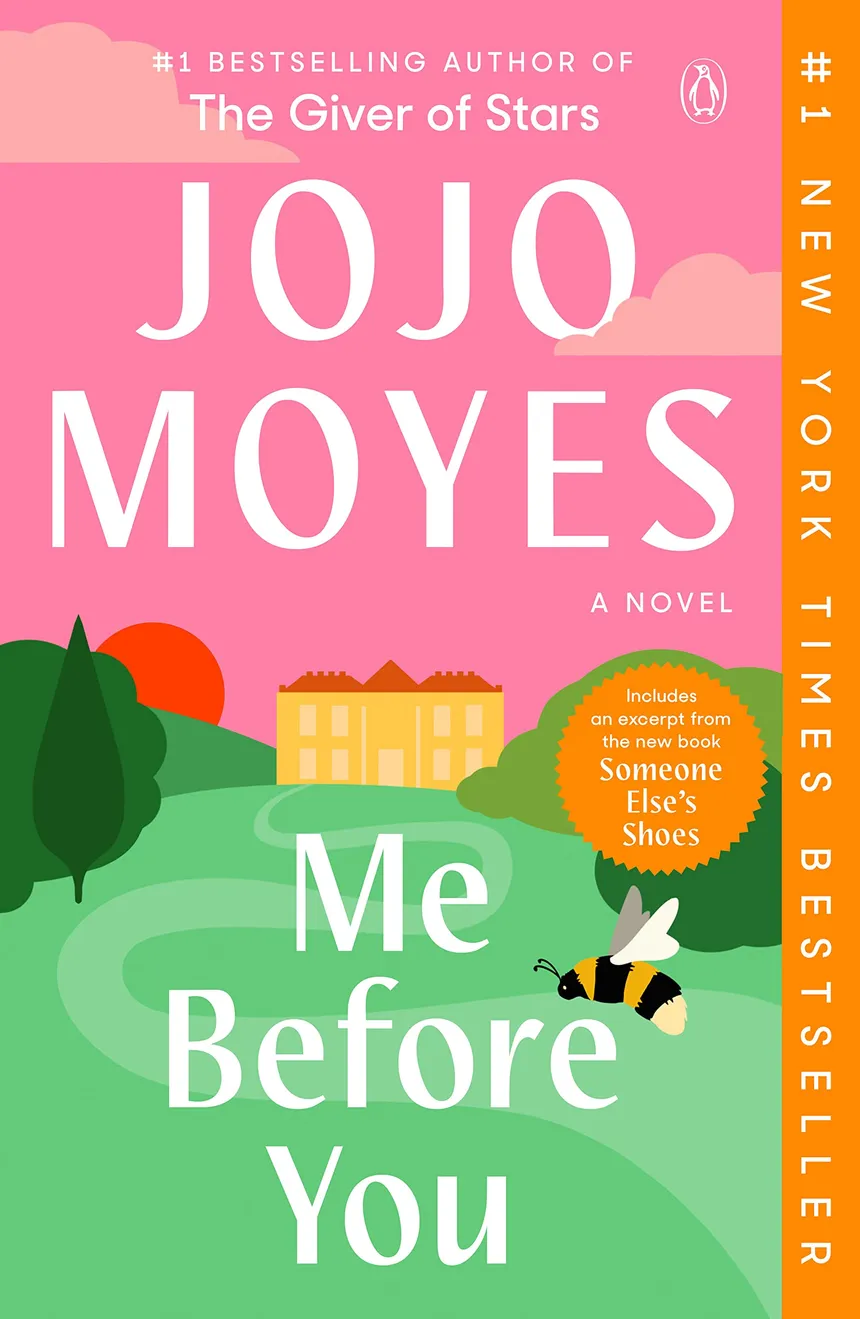 #1 BESTSELLING AUTHOR OF
The Giver of Stars
JOJO
MOYES
A NOVEL
Includes
an excerpt from
the new book
Someone
Else's
Shoes
Me
Before
You
#1 NEW YORK TIMES BESTSELLER